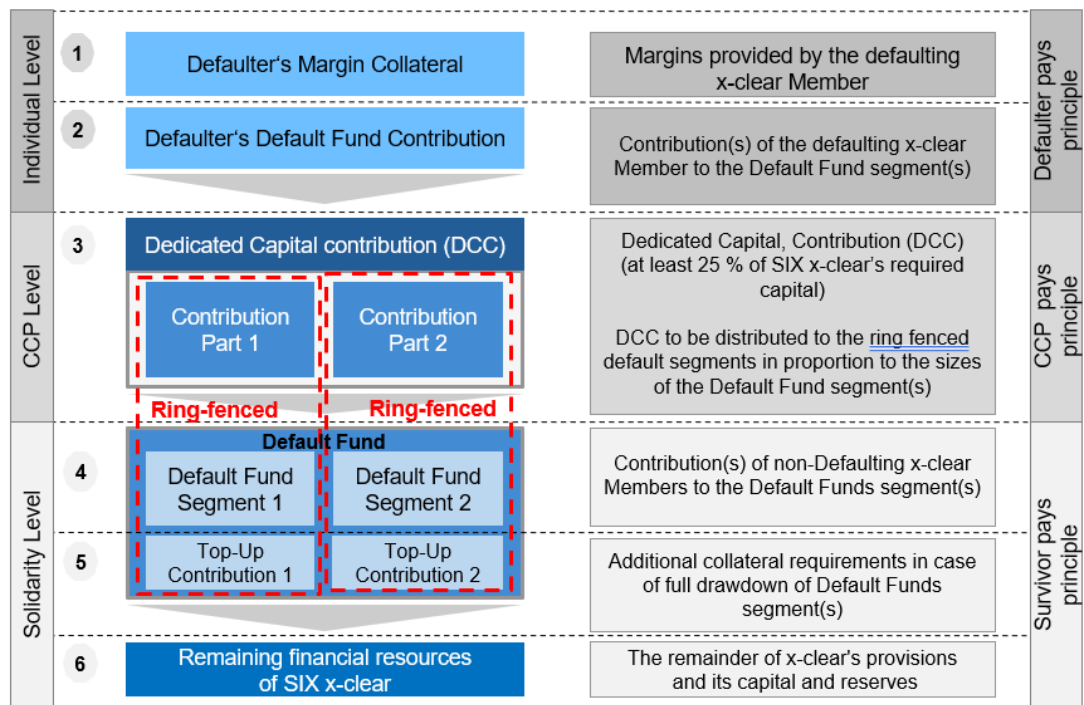 Individual Level
1
Defaulter‘s Margin Collateral
Margins provided by the defaulting
x-clear Member
Defaulter pays
principle
2
Defaulter‘s Default Fund Contribution
Contribution(s) of the defaulting x-clear
Member to the Default Fund segment(s)
CCP Level
3
Dedicated Capital contribution (DCC)
Contribution
Part 1
Contribution
Part 2
Ring-fenced
Ring-fenced
Dedicated Capital, Contribution (DCC)
(at least 25 % of SIX x-clear’s required
capital)
DCC to be distributed to the ring fenced
default segments in proportion to the sizes
of the Default Fund segment(s)
CCP pays
principle
Solidarity Level
Default Fund
4
Default Fund
Segment 1
Default Fund
Segment 2
Contribution(s) of non-Defaulting x-clear
Members to the Default Funds segment(s)
5
Top-Up
Contribution 1
Top-Up
Contribution 2
Additional collateral requirements in case
of full drawdown of Default Funds
segment(s)
Survivor pays
principle
6
Remaining financial resources
of SIX x-clear
The remainder of x-clear's provisions
and its capital and reserves